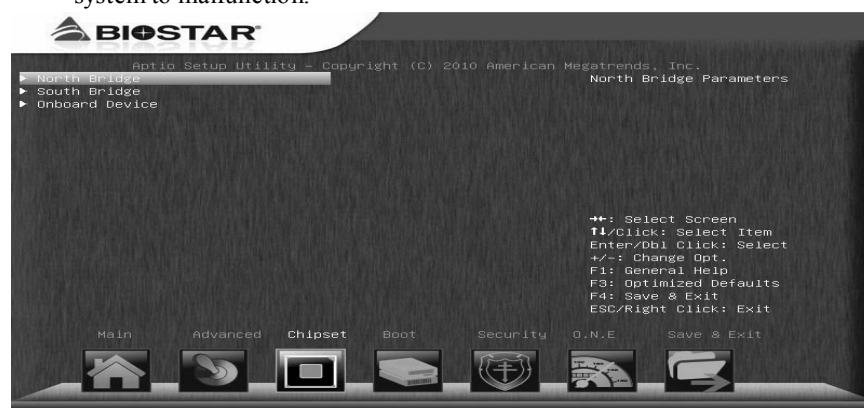 system to malfunction.
BIOSTAR®
Aptio Setup Utility - Copyright (C) 2010 American Megatrends, Inc.
► North Bridge
North Bridge Parameters
► South Bridge
► Onboard Device
→←: Select Screen
↑↓/Click: Select Item
Enter/Dbl Click: Select
+/-: Change Opt.
F1: General Help
F3: Optimized Defaults
F4: Save & Exit
ESC/Right Click: Exit
Main Advanced Chipset Boot Security O.N.E Save & Exit